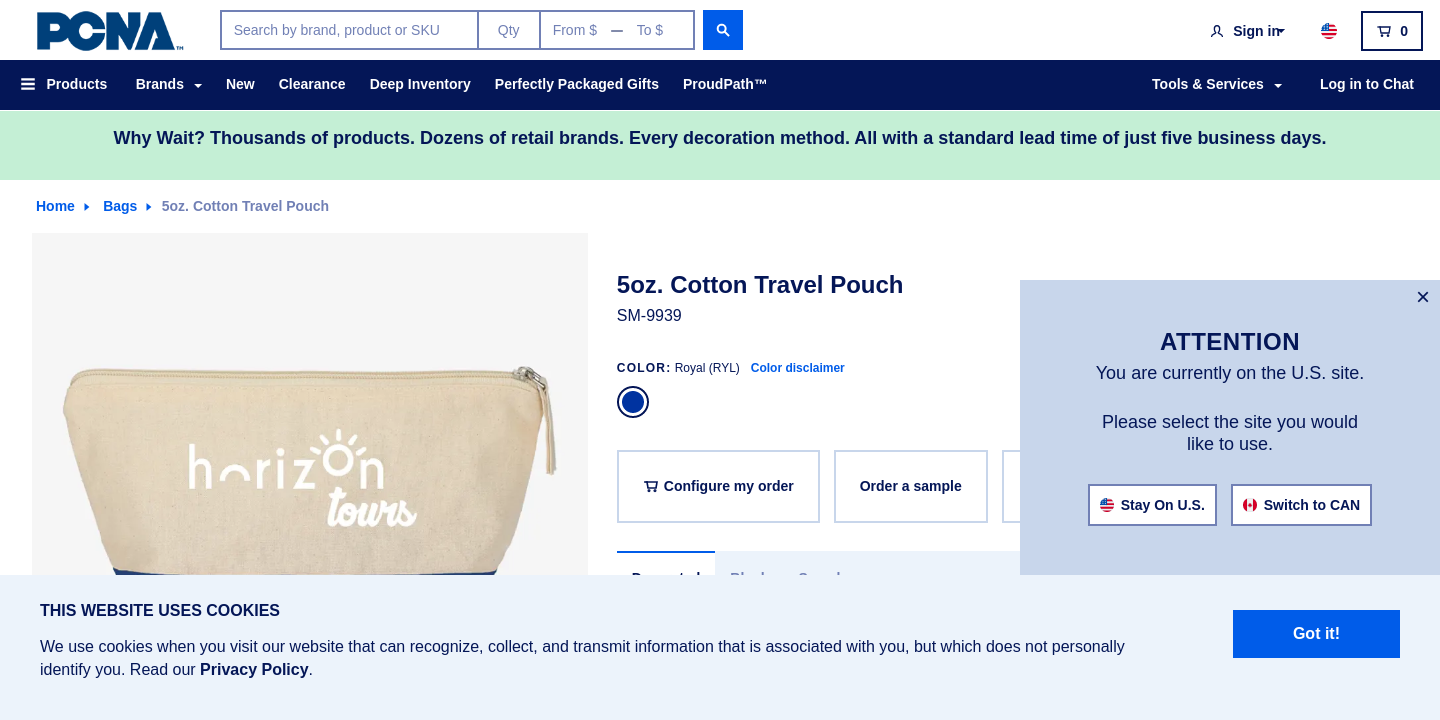 PCNA™
Search by brand, product or SKU
Qty
From $ — To $
Sign in
0
Products
Brands
New
Clearance
Deep Inventory
Perfectly Packaged Gifts
ProudPath™
Tools & Services
Log in to Chat
Why Wait? Thousands of products. Dozens of retail brands. Every decoration method. All with a standard lead time of just five business days.
Home
Bags
5oz. Cotton Travel Pouch
horizon
tours
5oz. Cotton Travel Pouch
SM-9939
COLOR: Royal (RYL) Color disclaimer
Configure my order
Order a sample
×
ATTENTION
You are currently on the U.S. site.
Please select the site you would
like to use.
Stay On U.S.
Switch to CAN
THIS WEBSITE USES COOKIES
We use cookies when you visit our website that can recognize, collect, and transmit information that is associated with you, but which does not personally
identify you. Read our Privacy Policy.
Got it!